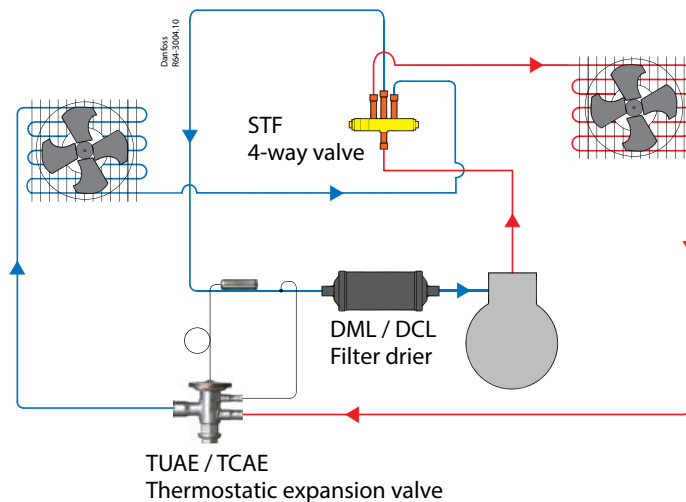 Danfoss
R64-3004.10
STF
4-way valve
DML / DCL
Filter drier
TUAE / TCAE
Thermostatic expansion valve